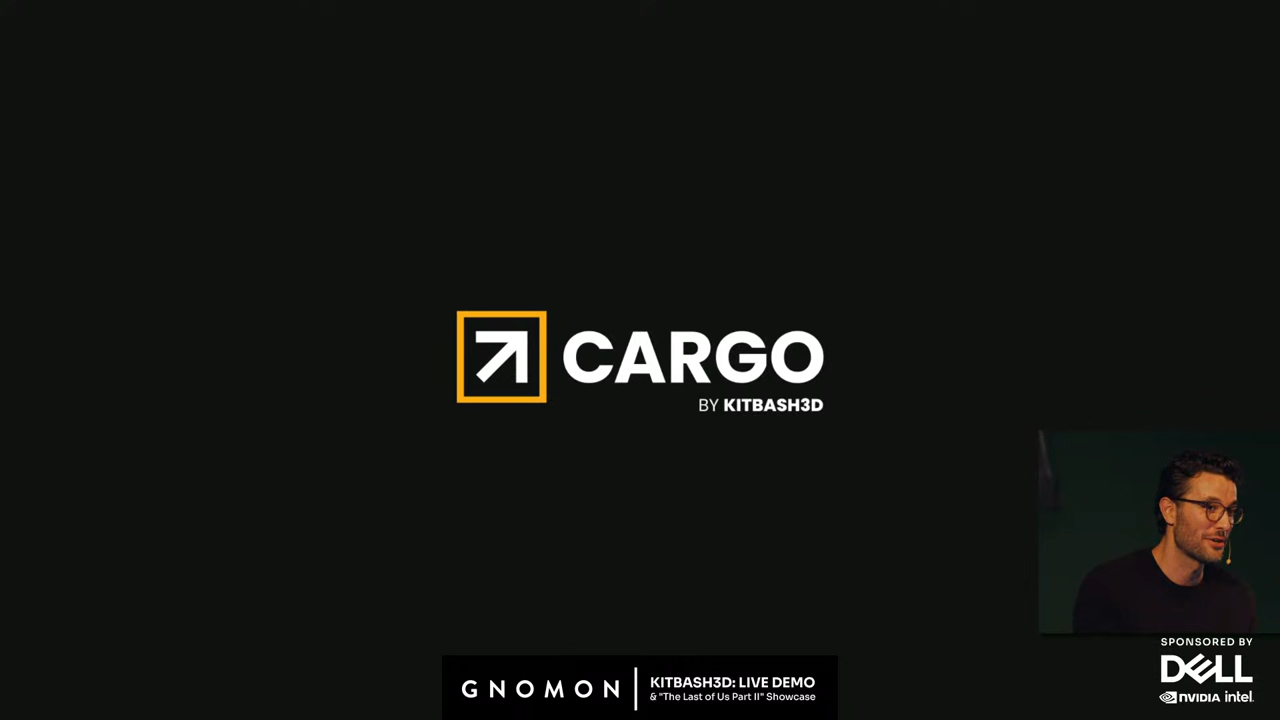 CARGO
BY KITBASH3D
SPONSORED BY
DELL
NVIDIA intel.
GNOMON
KITBASH3D: LIVE DEMO
& "The Last of Us Part II" Showcase